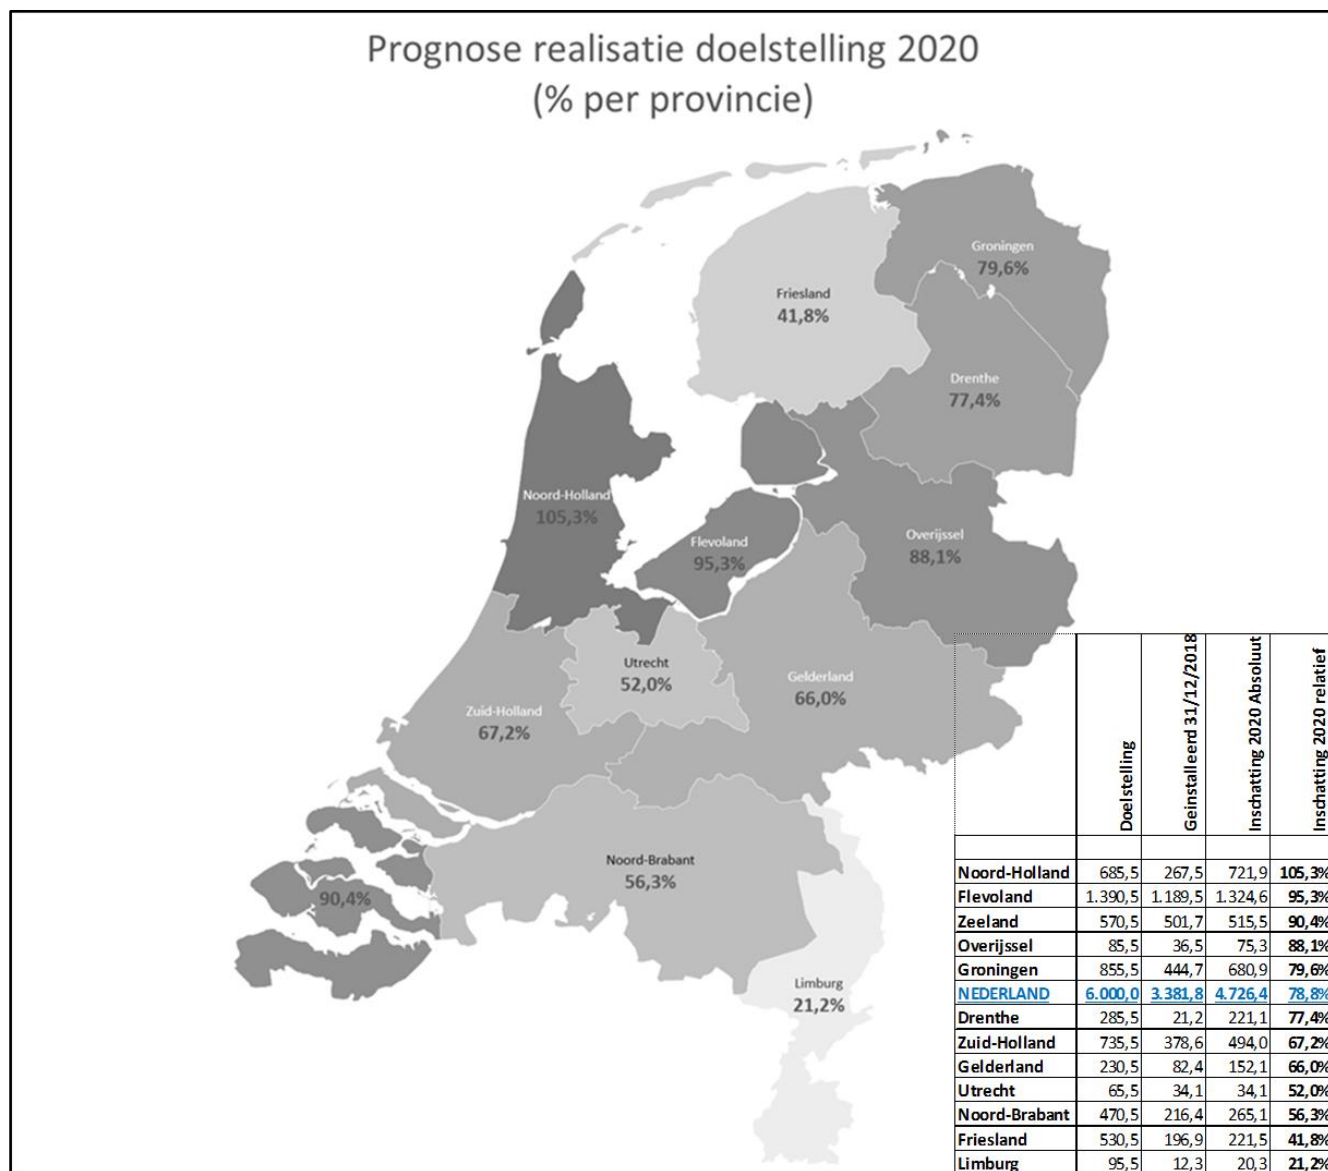 Prognose realisatie doelstelling 2020
(% per provincie)
Groningen
79,6%
Friesland
41,8%
Drenthe
77,4%
Noord-Holland
105,3%
Flevoland
95,3%
Overijssel
88,1%
Utrecht
52,0%
Gelderland
66,0%
Zuid-Holland
67,2%
Noord-Brabant
56,3%
90,4%
Limburg
21,2%
Doelstelling Geinstalleerd 31/12/2018 Inschatting 2020 Absoluut Inschatting 2020 relatief
Noord-Holland 685,5 267,5 721,9 105,3%
Flevoland 1.390,5 1.189,5 1.324,6 95,3%
Zeeland 570,5 501,7 515,5 90,4%
Overijssel 85,5 36,5 75,3 88,1%
Groningen 855,5 444,7 680,9 79,6%
NEDERLAND 6.000,0 3.381,8 4.726,4 78,8%
Drenthe 285,5 21,2 221,1 77,4%
Zuid-Holland 735,5 378,6 494,0 67,2%
Gelderland 230,5 82,4 152,1 66,0%
Utrecht 65,5 34,1 34,1 52,0%
Noord-Brabant 470,5 216,4 265,1 56,3%
Friesland 530,5 196,9 221,5 41,8%
Limburg 95,5 12,3 20,3 21,2%